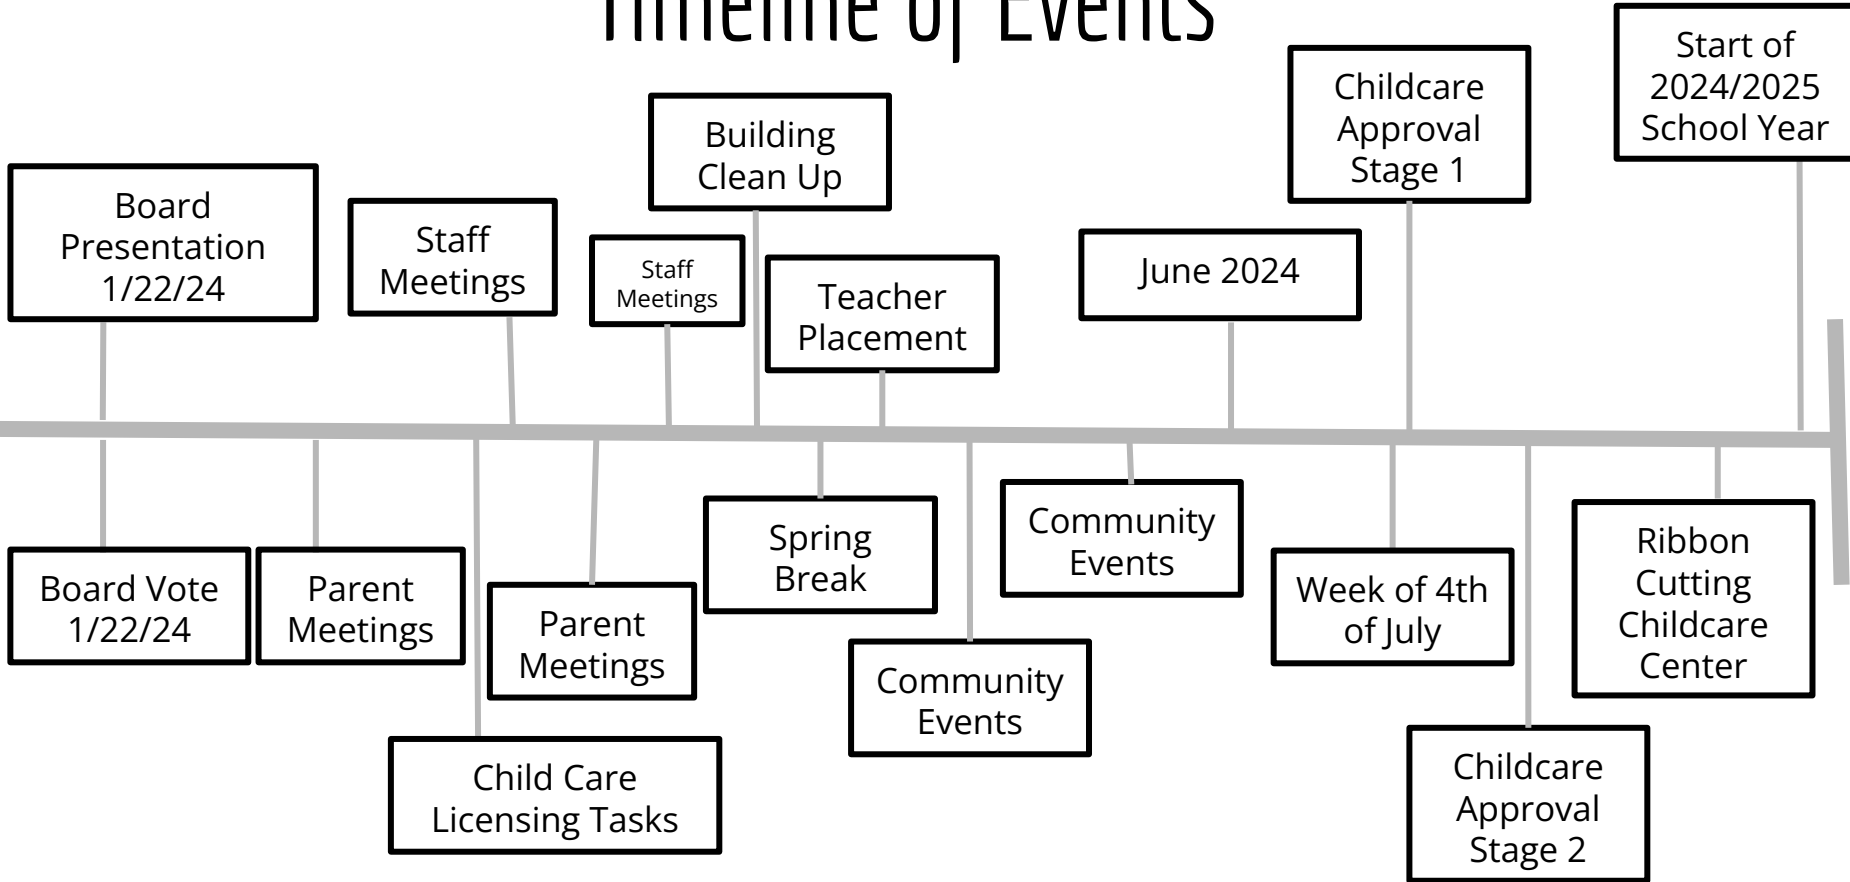 Timeline of Events
Start of
2024/2025
School Year
Childcare
Approval
Stage 1
Building
Clean Up
Board
Presentation
1/22/24
Staff
Meetings
Staff
Meetings
Teacher
Placement
June 2024
Board Vote
1/22/24
Parent
Meetings
Parent
Meetings
Spring
Break
Community
Events
Community
Events
Week of 4th
of July
Ribbon
Cutting
Childcare
Center
Child Care
Licensing Tasks
Childcare
Approval
Stage 2